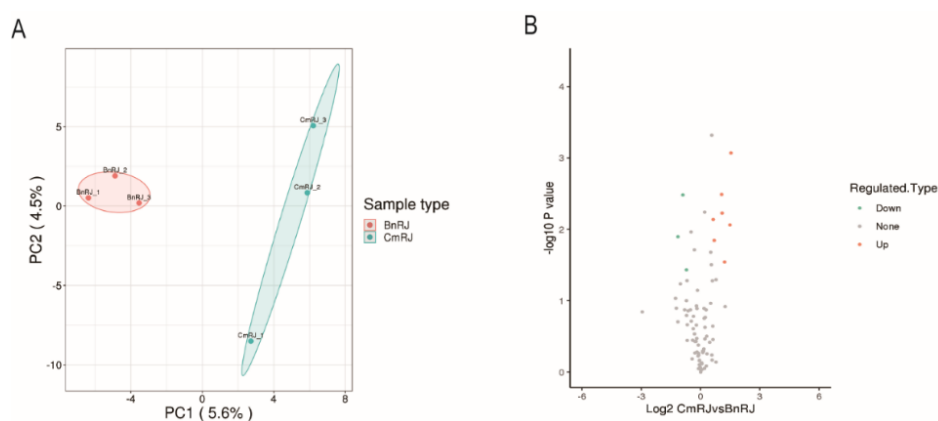 A
B
5
0
-5
-10
PC2 ( 4.5%)
BnRJ_2
BnRJ_1
BnRJ_3
CmRJ_3
CmRJ_2
CmRJ_1
-4
0
4
8
PC1 ( 5.6%)
Sample type
BnRJ
CmRJ
4
3
2
1
0
-log10 P value
-6
-3
0
3
6
Log2 CmRJvsBnRJ
Regulated.Type
Down
None
Up